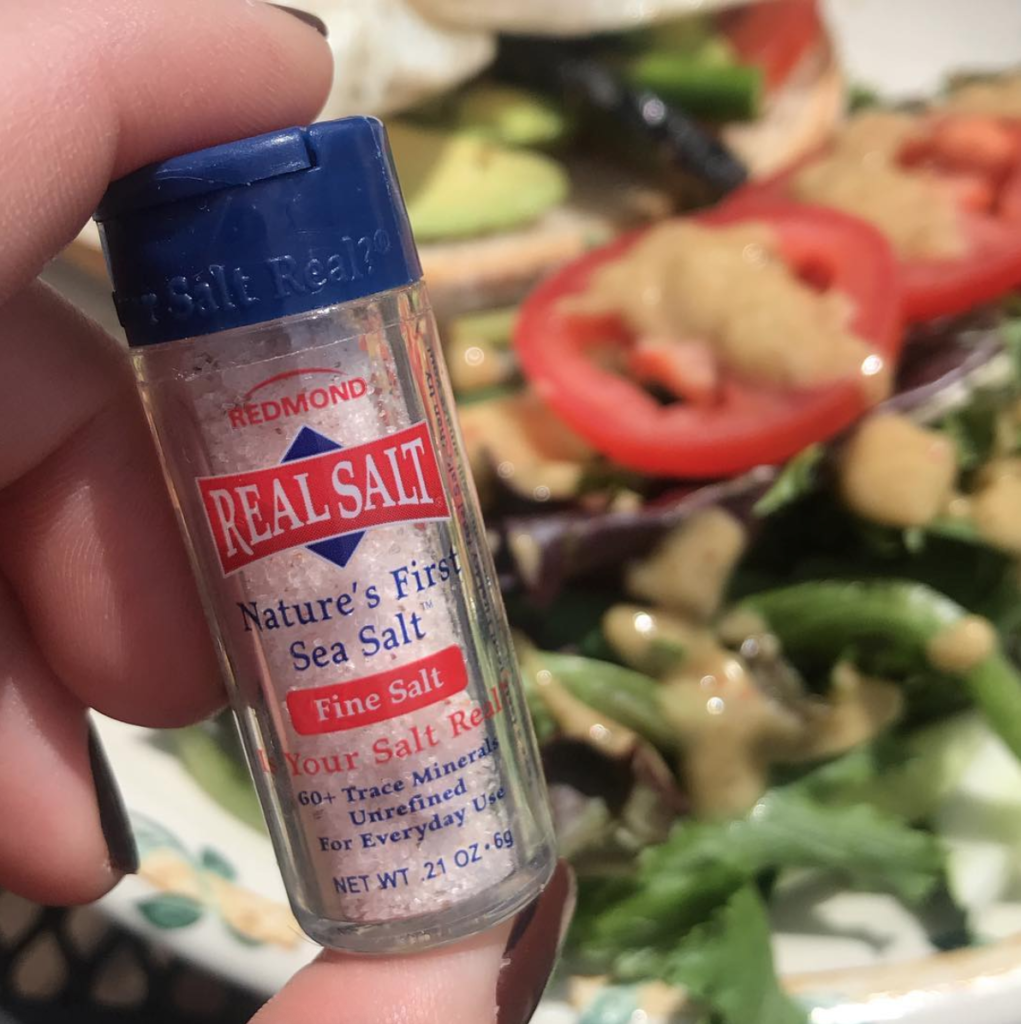 Salt Real?®
REDMOND
REAL SALT
Nature's First
Sea Salt™
Fine Salt
Your Salt Real
60+ Trace Minerals
Unrefined
For Everyday Use
NET WT .21 OZ • 6g